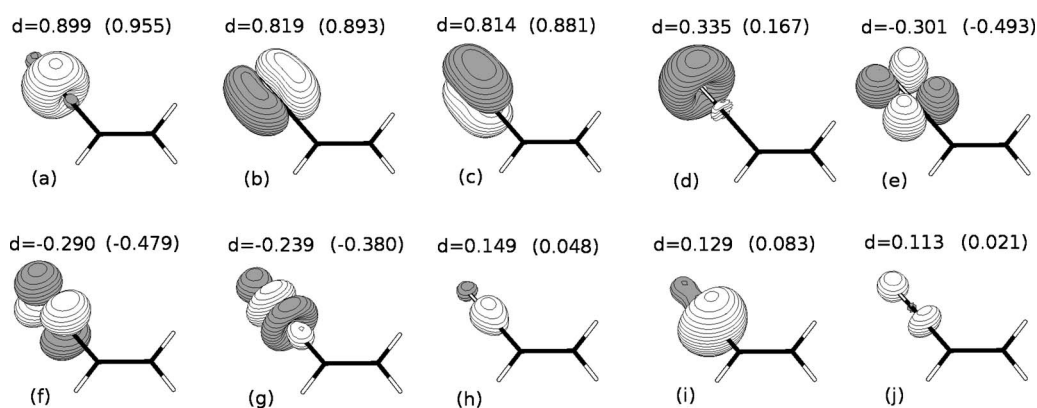 d=0.899 (0.955) d=0.819 (0.893) d=0.814 (0.881) d=0.335 (0.167) d=-0.301 (-0.493)
(a) (b) (c) (d) (e)
d=-0.290 (-0.479) d=-0.239 (-0.380) d=0.149 (0.048) d=0.129 (0.083) d=0.113 (0.021)
(f) (g) (h) (i) (j)